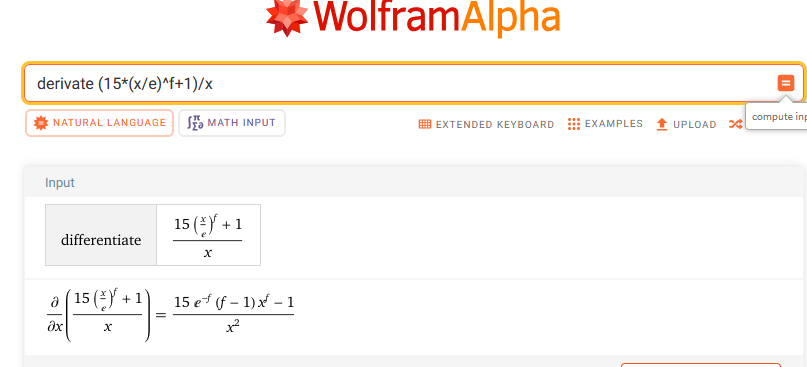 WolframAlpha
derivate (15*(x/e)^f+1)/x
=
NATURAL LANGUAGE
∫π∑∂ MATH INPUT
EXTENDED KEYBOARD
EXAMPLES
UPLOAD
compute inp
Input
differentiate (15 (x/e)^f + 1)/x
∂/∂x((15 (x/e)^f + 1)/x) = (15 e^-f (f − 1) x^f − 1)/x²